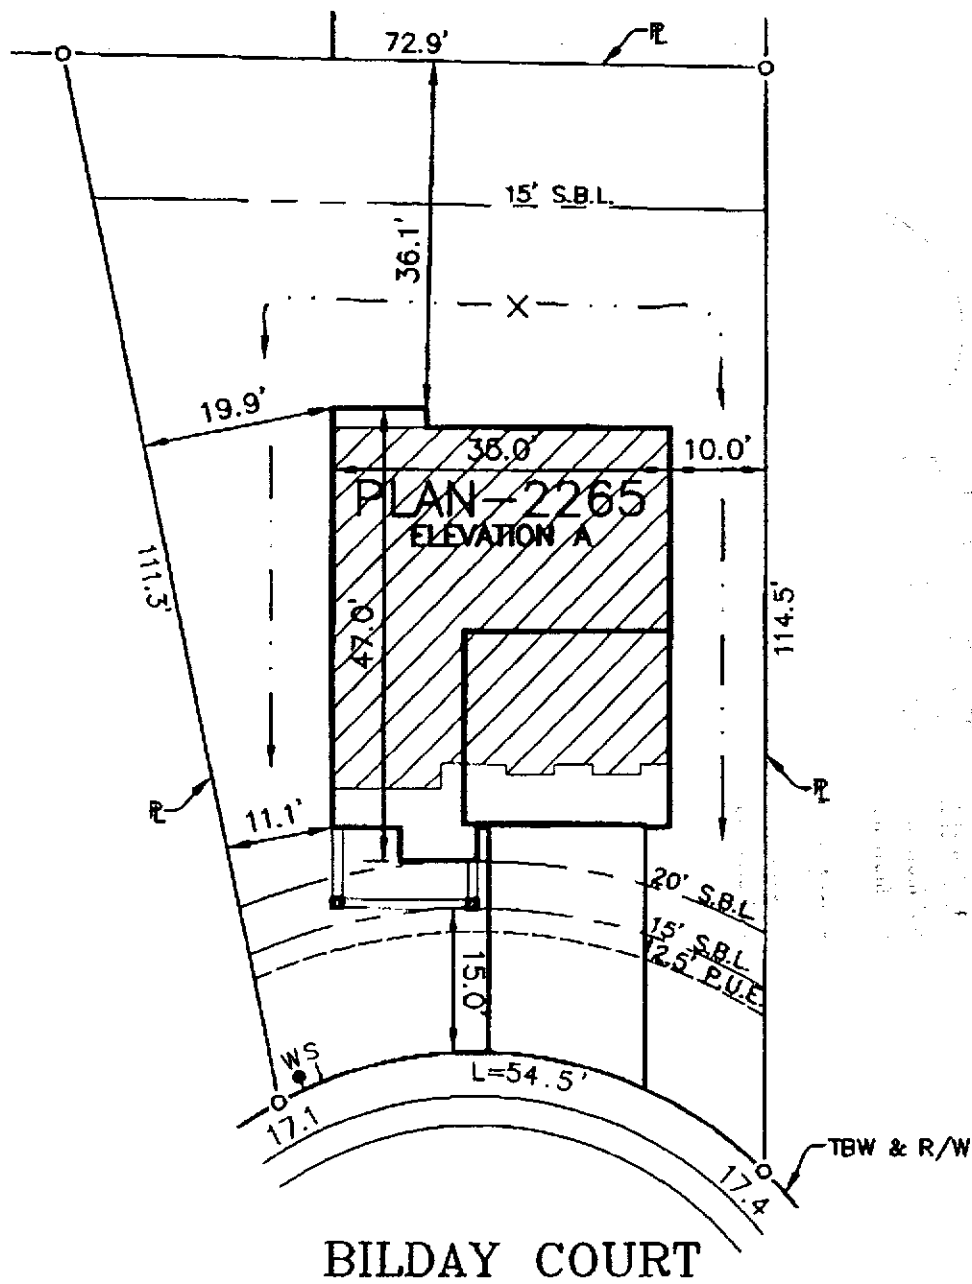 72.9'
PL
15' S.B.L.
36.1'
X
19.9'
35.0'
10.0'
PLAN-2265
ELEVATION A
111.3'
47.0'
114.5'
PL
PL
11.1'
20' S.B.L.
15' S.B.L.
12.5' P.U.E.
15.0'
W S
L=54.5'
17.1
TBW & R/W
17.4
BILDAY COURT